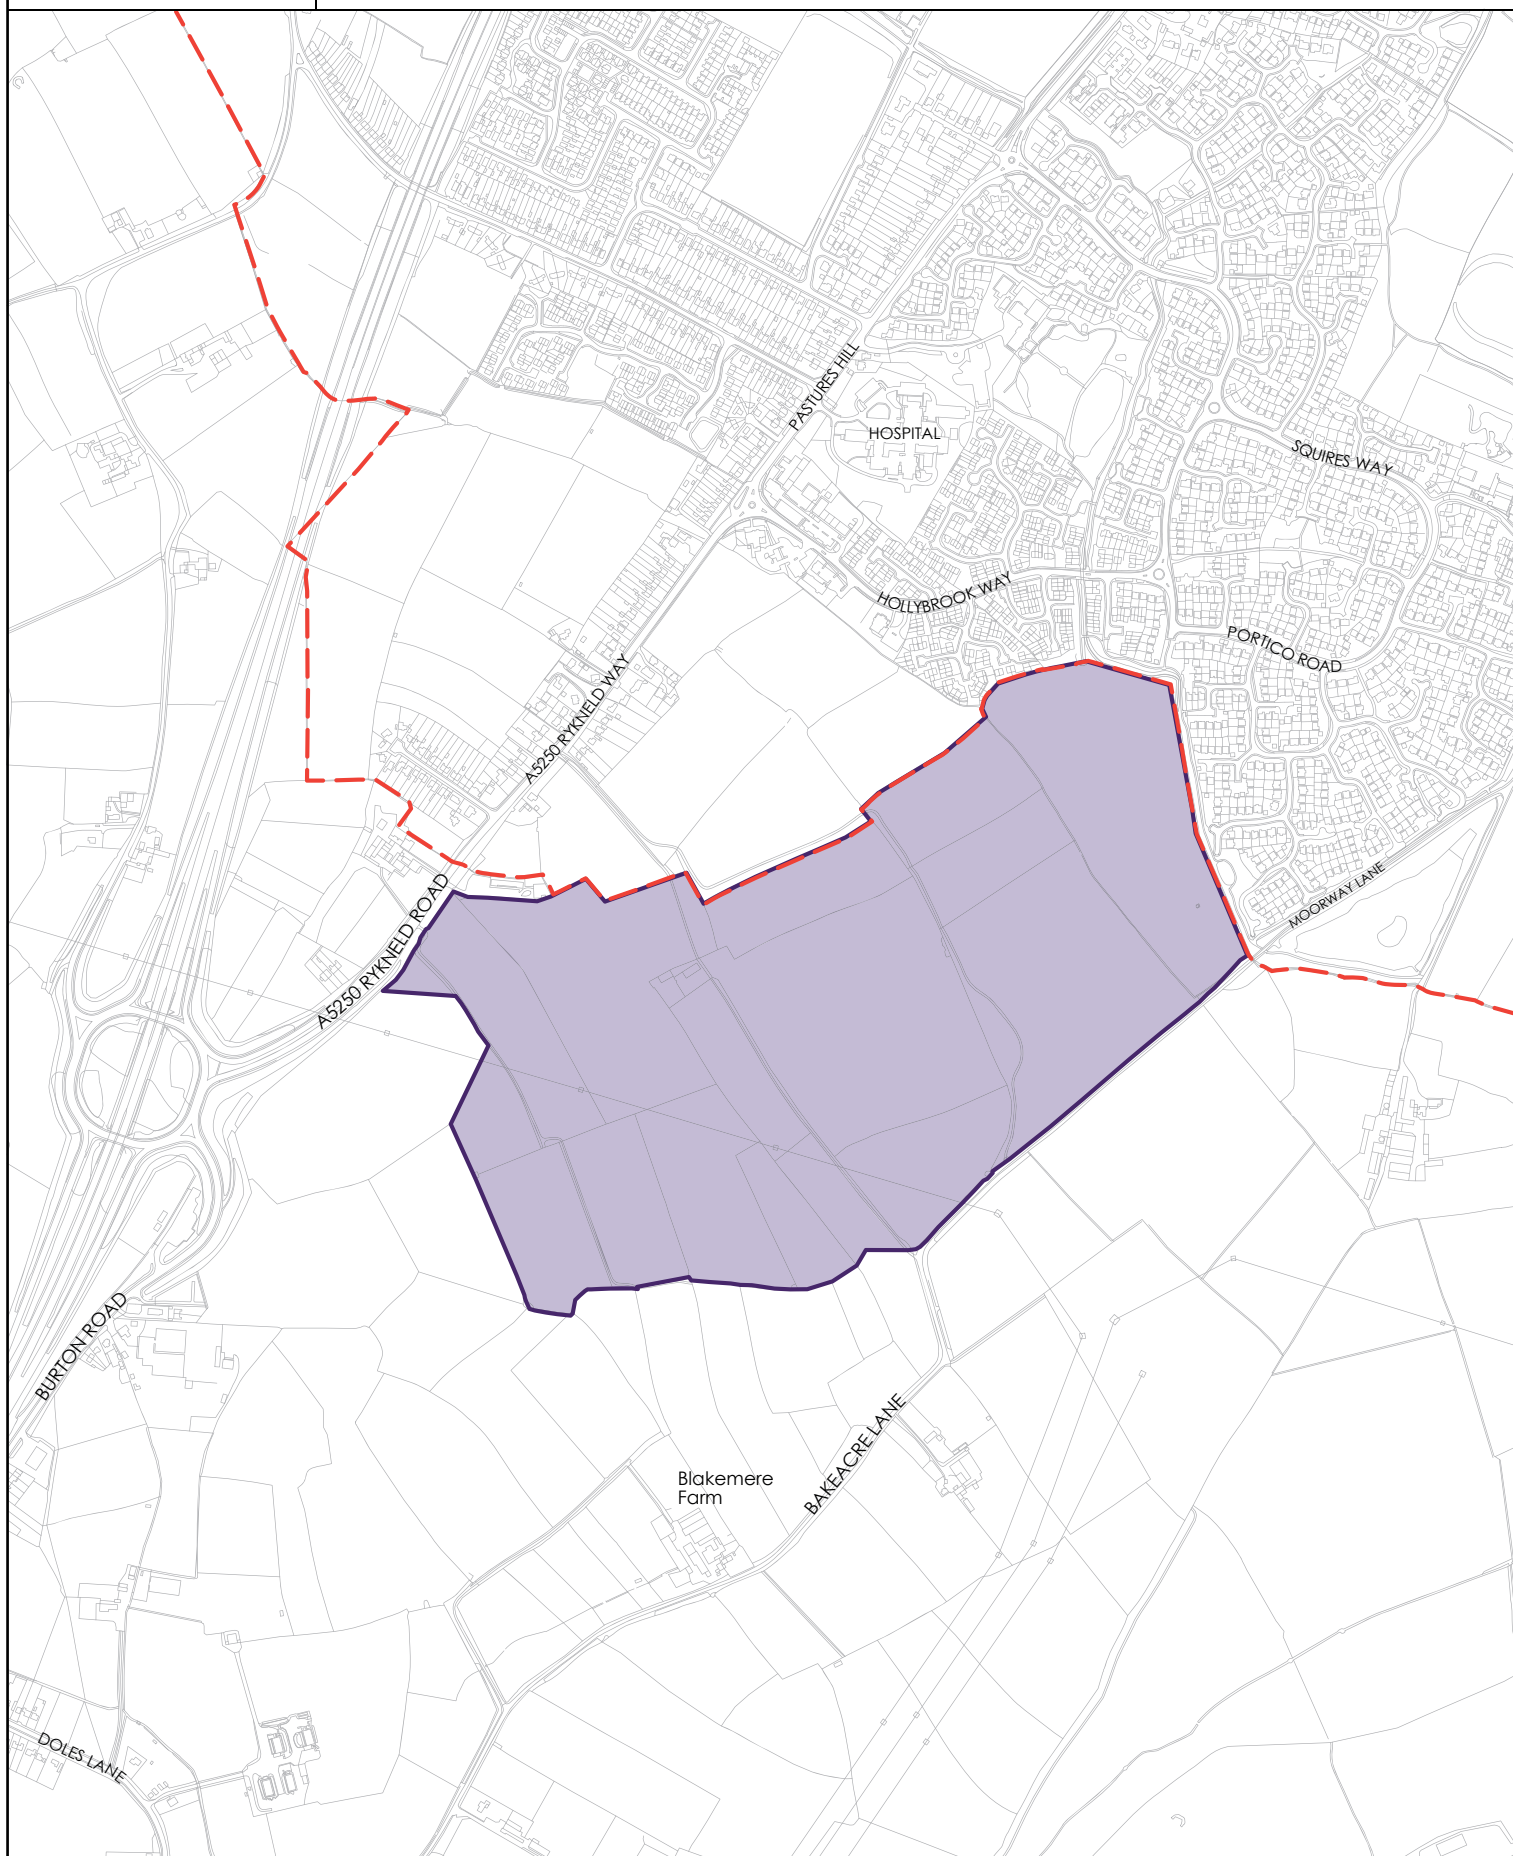 PASTURES HILL
HOSPITAL
SQUIRES WAY
HOLLYBROOK WAY
PORTICO ROAD
A5250 RYKNELD WAY
MOORWAY LANE
A5250 RYKNELD ROAD
BURTON ROAD
BAKEACRE LANE
Blakemere
Farm
DOLES LANE